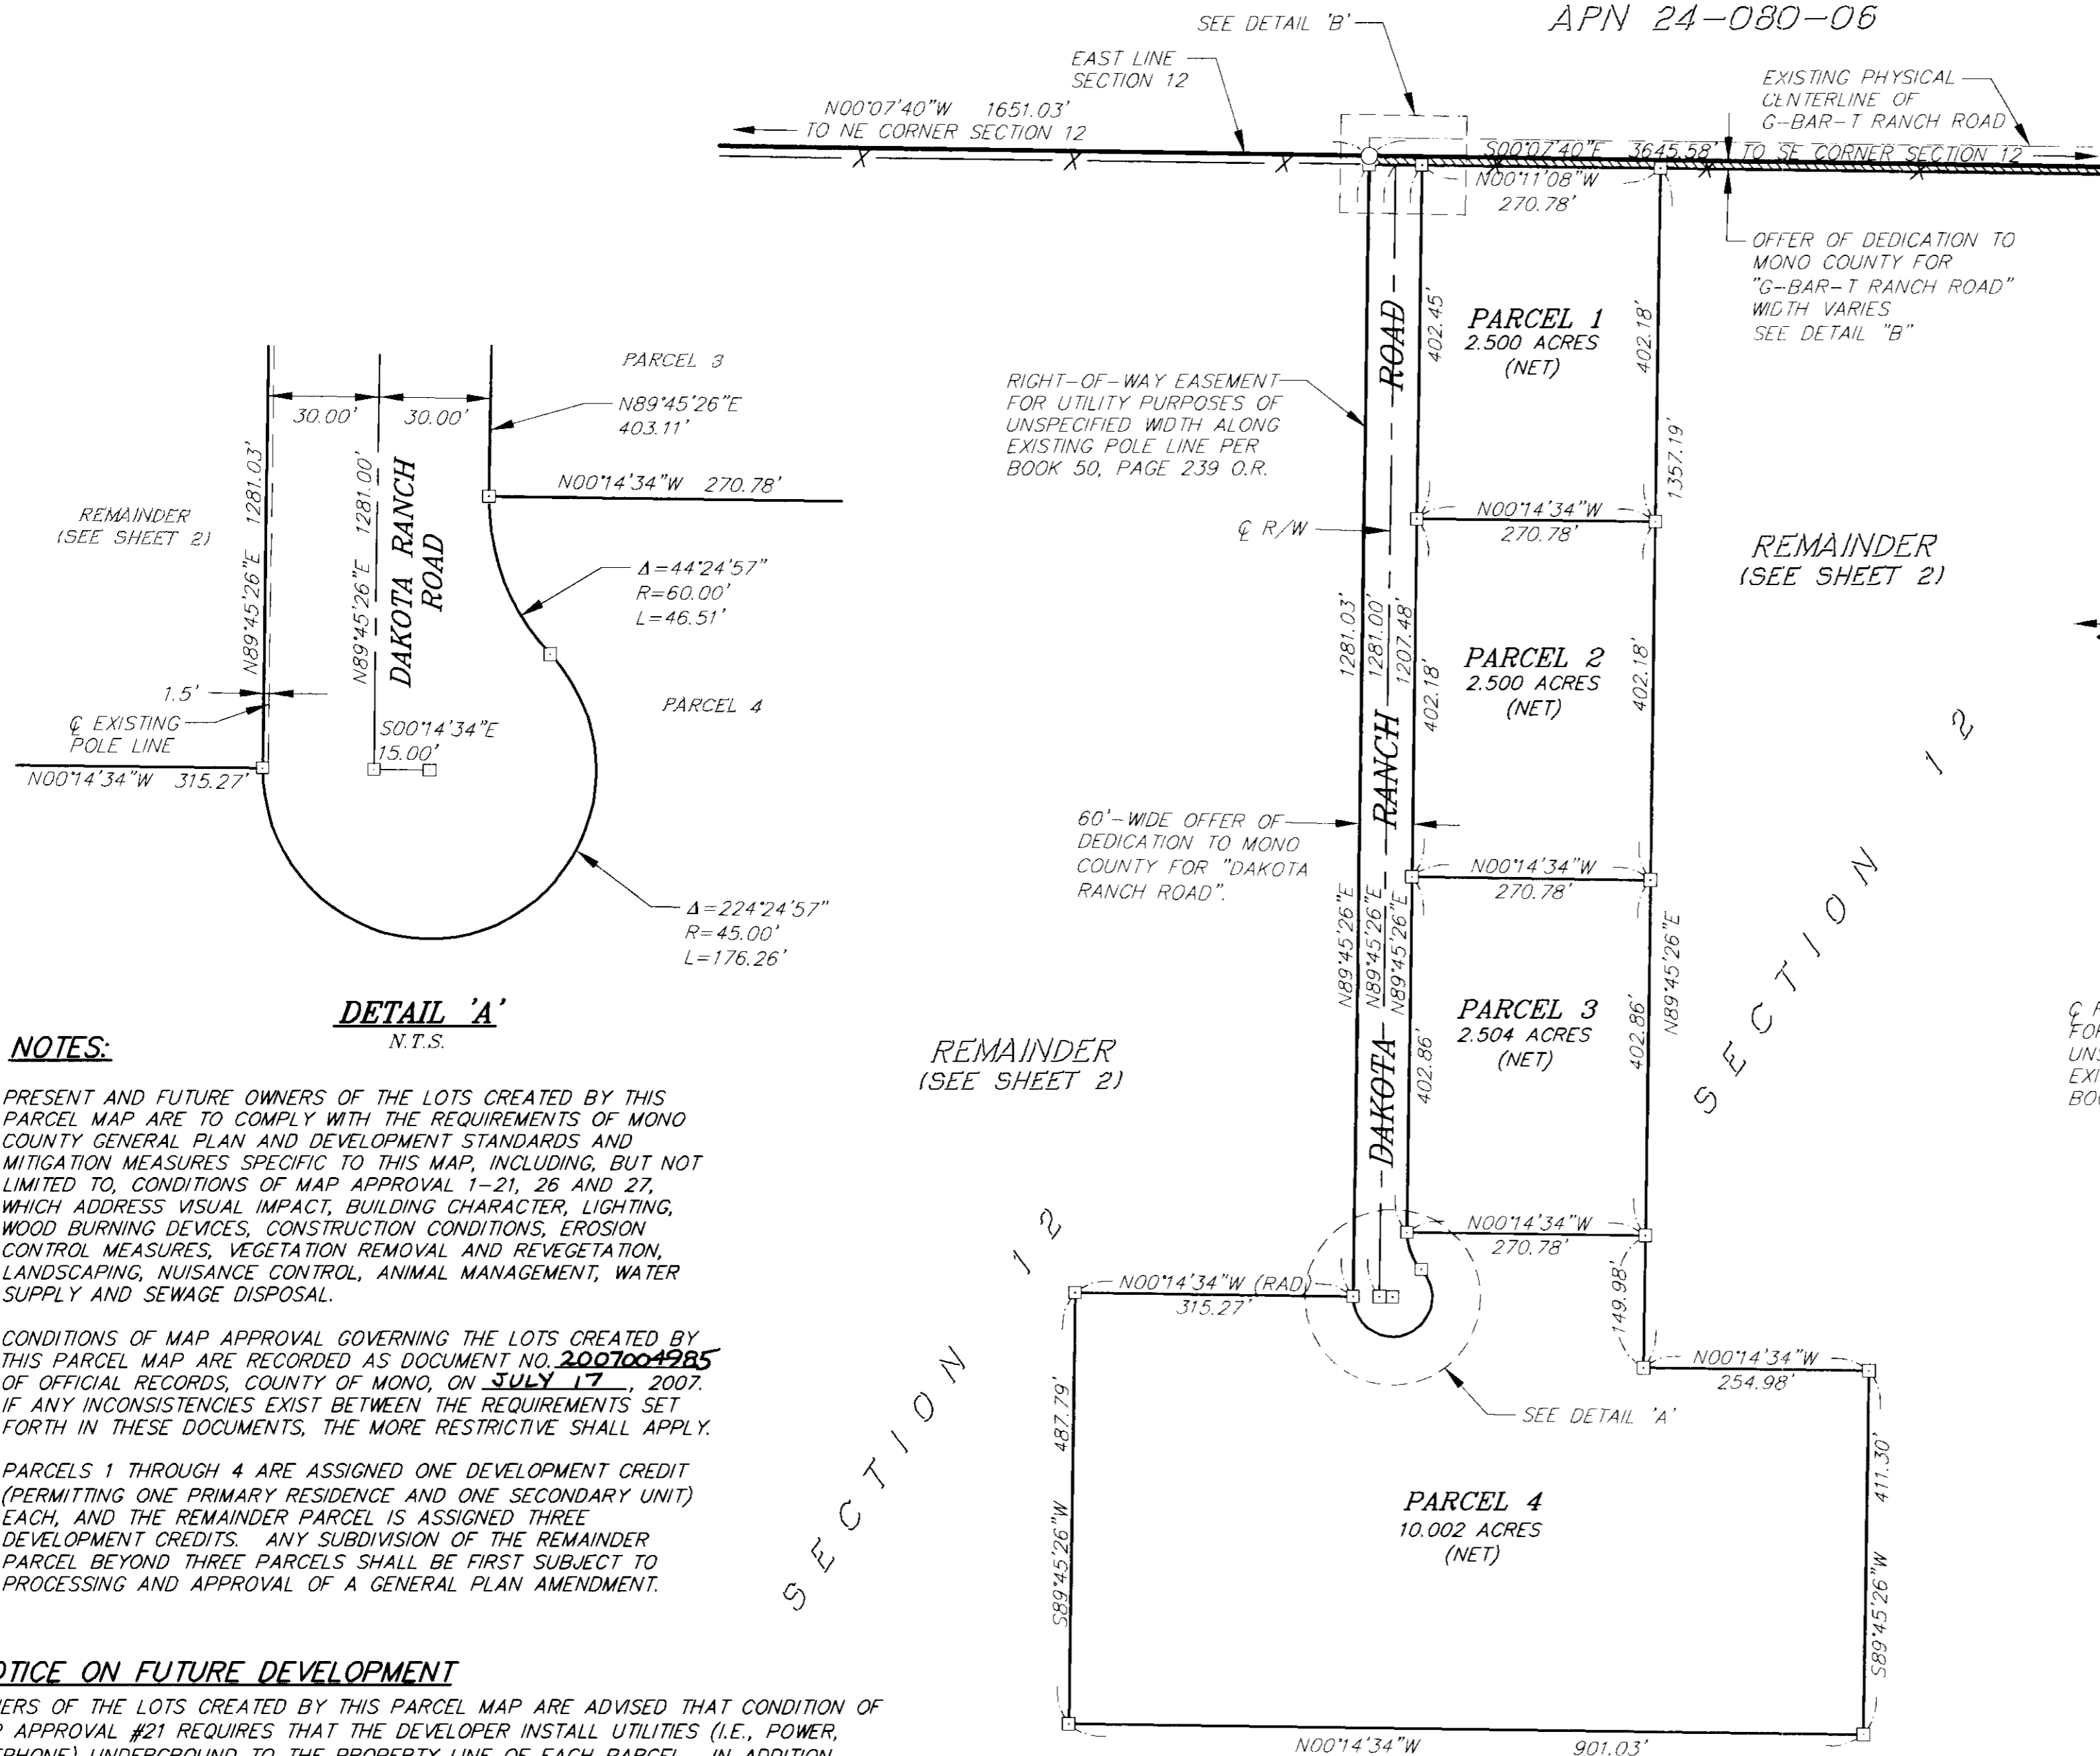 APN 24-080-06
SEE DETAIL 'B'
EAST LINE
SECTION 12
N00°07'40"W 1651.03'
TO NE CORNER SECTION 12
EXISTING PHYSICAL
CENTERLINE OF
G-BAR-T RANCH ROAD
S00°07'40"E 3645.58' TO SE CORNER SECTION 12
N00°11'08"W
270.78'
OFFER OF DEDICATION TO
MONO COUNTY FOR
"G-BAR-T RANCH ROAD"
WIDTH VARIES
SEE DETAIL "B"
402.45'
PARCEL 1
2.500 ACRES
(NET)
402.18'
1357.19'
RIGHT-OF-WAY EASEMENT
FOR UTILITY PURPOSES OF
UNSPECIFIED WIDTH ALONG
EXISTING POLE LINE PER
BOOK 50, PAGE 239 O.R.
℄ R/W
N00°14'34"W
270.78'
REMAINDER
(SEE SHEET 2)
1281.03'
1281.00'
1207.48'
402.18'
PARCEL 2
2.500 ACRES
(NET)
402.18'
60'-WIDE OFFER OF
DEDICATION TO MONO
COUNTY FOR "DAKOTA
RANCH ROAD".
N00°14'34"W
270.78'
N89°45'26"E
N89°45'26"E
N89°45'26"E
DAKOTA RANCH ROAD
402.86'
PARCEL 3
2.504 ACRES
(NET)
402.86'
N89°45'26"E
SECTION 12
REMAINDER
(SEE SHEET 2)
N00°14'34"W
270.78'
149.98'
N00°14'34"W (RAD)
315.27'
N00°14'34"W
254.98'
SEE DETAIL 'A'
487.79'
S89°45'26"W
PARCEL 4
10.002 ACRES
(NET)
411.30'
S89°45'26"W
N00°14'34"W 901.03'
SECTION 12
℄
FOR
UNS
EXI
BO
PARCEL 3
30.00'
30.00'
N89°45'26"E
403.11'
N00°14'34"W 270.78'
REMAINDER
(SEE SHEET 2)
N89°45'26"E 1281.03'
N89°45'26"E 1281.00'
DAKOTA RANCH
ROAD
Δ=44°24'57"
R=60.00'
L=46.51'
1.5'
℄ EXISTING
POLE LINE
PARCEL 4
S00°14'34"E
15.00'
N00°14'34"W 315.27'
Δ=224°24'57"
R=45.00'
L=176.26'
DETAIL 'A'
N.T.S.
NOTES:
PRESENT AND FUTURE OWNERS OF THE LOTS CREATED BY THIS
PARCEL MAP ARE TO COMPLY WITH THE REQUIREMENTS OF MONO
COUNTY GENERAL PLAN AND DEVELOPMENT STANDARDS AND
MITIGATION MEASURES SPECIFIC TO THIS MAP, INCLUDING, BUT NOT
LIMITED TO, CONDITIONS OF MAP APPROVAL 1-21, 26 AND 27,
WHICH ADDRESS VISUAL IMPACT, BUILDING CHARACTER, LIGHTING,
WOOD BURNING DEVICES, CONSTRUCTION CONDITIONS, EROSION
CONTROL MEASURES, VEGETATION REMOVAL AND REVEGETATION,
LANDSCAPING, NUISANCE CONTROL, ANIMAL MANAGEMENT, WATER
SUPPLY AND SEWAGE DISPOSAL.
CONDITIONS OF MAP APPROVAL GOVERNING THE LOTS CREATED BY
THIS PARCEL MAP ARE RECORDED AS DOCUMENT NO. 2007004985
OF OFFICIAL RECORDS, COUNTY OF MONO, ON JULY 17, 2007.
IF ANY INCONSISTENCIES EXIST BETWEEN THE REQUIREMENTS SET
FORTH IN THESE DOCUMENTS, THE MORE RESTRICTIVE SHALL APPLY.
PARCELS 1 THROUGH 4 ARE ASSIGNED ONE DEVELOPMENT CREDIT
(PERMITTING ONE PRIMARY RESIDENCE AND ONE SECONDARY UNIT)
EACH, AND THE REMAINDER PARCEL IS ASSIGNED THREE
DEVELOPMENT CREDITS. ANY SUBDIVISION OF THE REMAINDER
PARCEL BEYOND THREE PARCELS SHALL BE FIRST SUBJECT TO
PROCESSING AND APPROVAL OF A GENERAL PLAN AMENDMENT.
OTICE ON FUTURE DEVELOPMENT
ERS OF THE LOTS CREATED BY THIS PARCEL MAP ARE ADVISED THAT CONDITION OF
APPROVAL #21 REQUIRES THAT THE DEVELOPER INSTALL UTILITIES (I.E., POWER,
EPHONE) UNDERGROUND TO THE PROPERTY LINE OF EACH PARCEL. IN ADDITION,